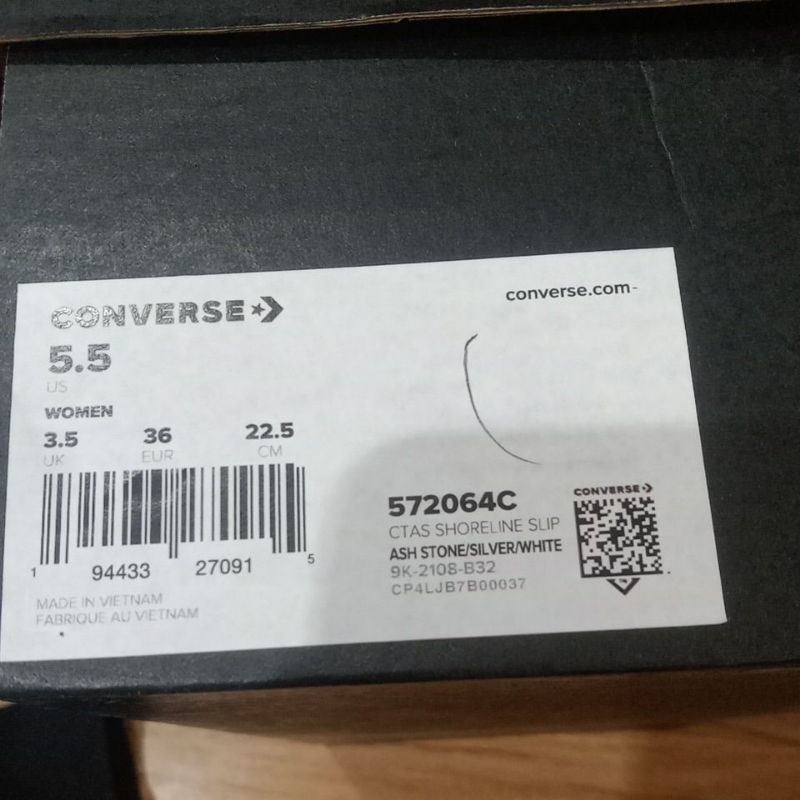 CONVERSE
converse.com
5.5
US
WOMEN
3.5 36 22.5
UK EUR CM
1 94433 27091 5
MADE IN VIETNAM
FABRIQUE AU VIETNAM
572064C
CTAS SHORELINE SLIP
ASH STONE/SILVER/WHITE
9K-2108-B32
CP4LJB7B00037
CONVERSE